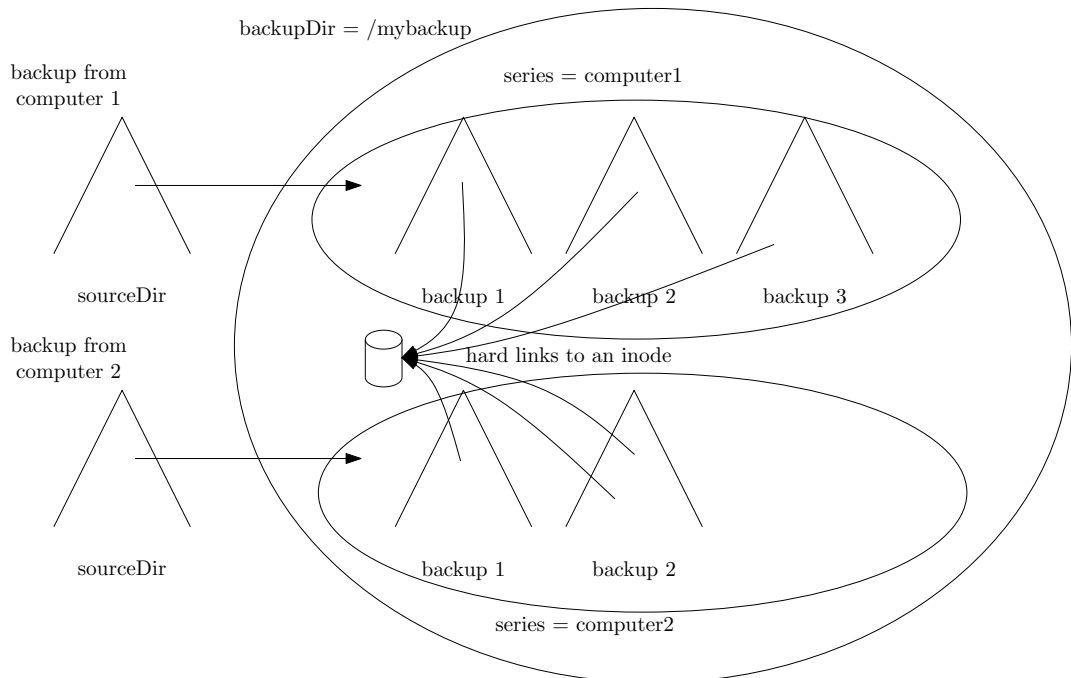 backupDir = /mybackup
series = computer1
backup from
computer 1
sourceDir
backup 1
backup 2
backup 3
backup from
computer 2
hard links to an inode
sourceDir
backup 1
backup 2
series = computer2